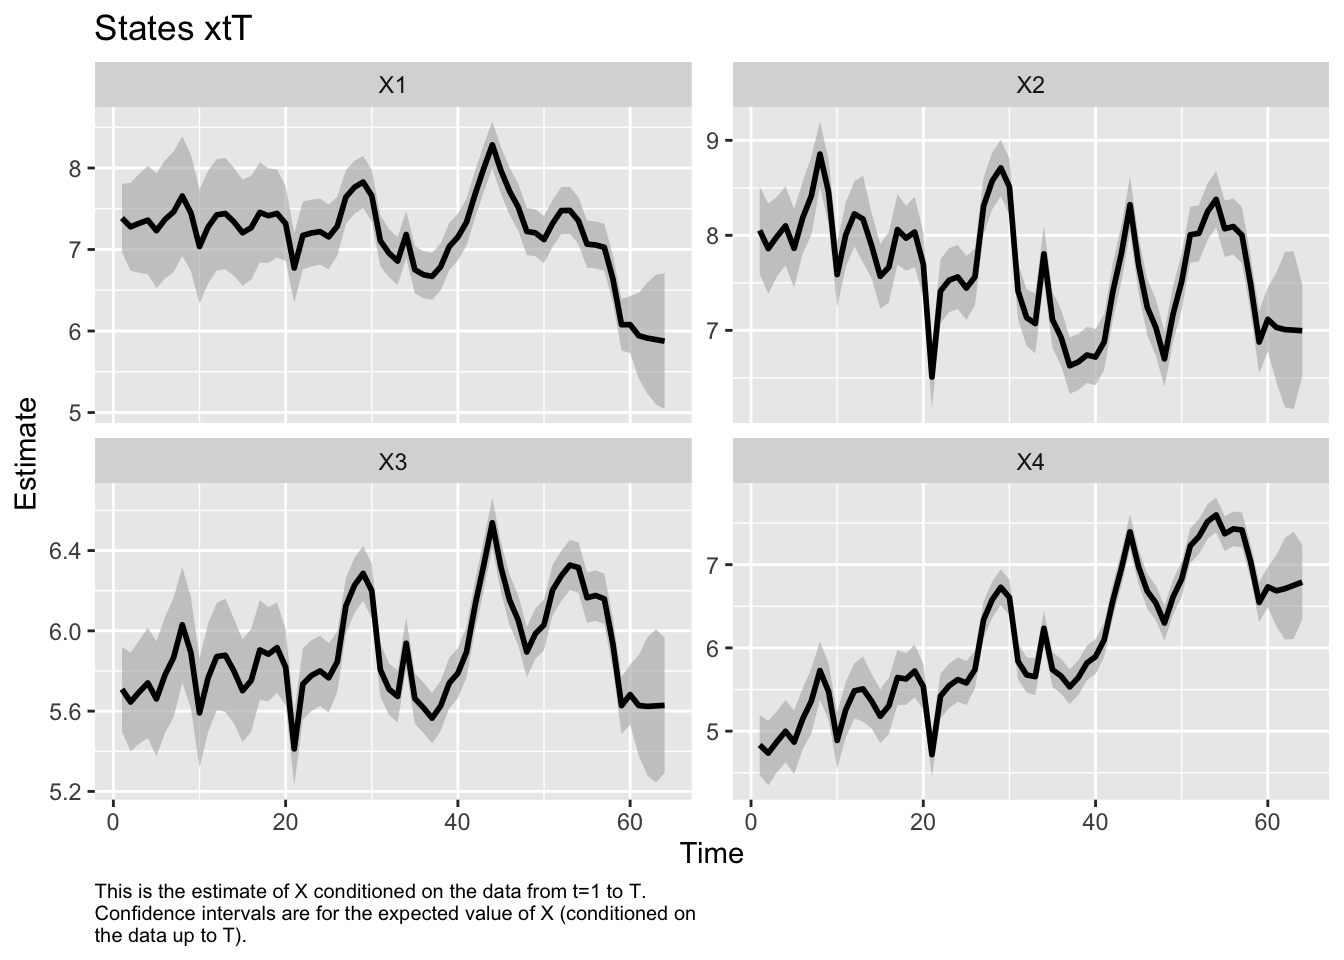 States xtT
X1
X2
8
7
6
5
9
8
7
Estimate
X3
X4
6.4
6.0
5.6
5.2
7
6
5
0
20
40
60
0
20
40
60
Time
This is the estimate of X conditioned on the data from t=1 to T.
Confidence intervals are for the expected value of X (conditioned on
the data up to T).